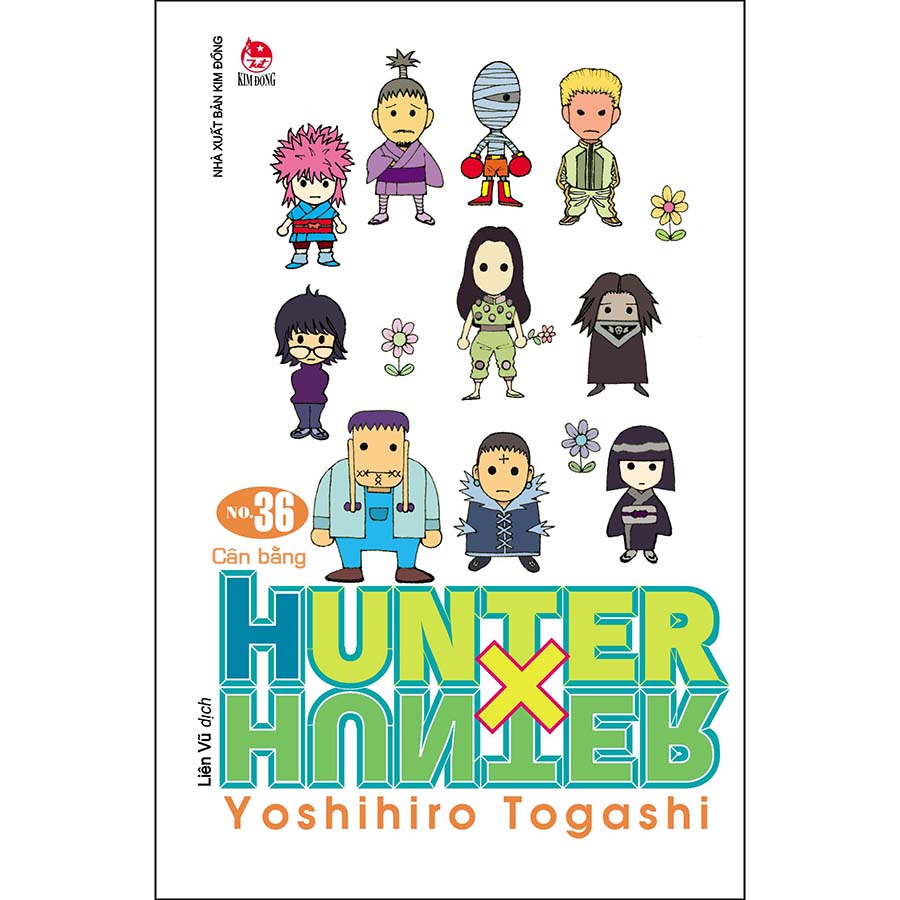 NHÀ XUẤT BẢN KIM ĐỒNG
KIM ĐỒNG
NO. 36
Cân bằng
HUNTER
×
HUNTER
Liên Vũ dịch
Yoshihiro Togashi